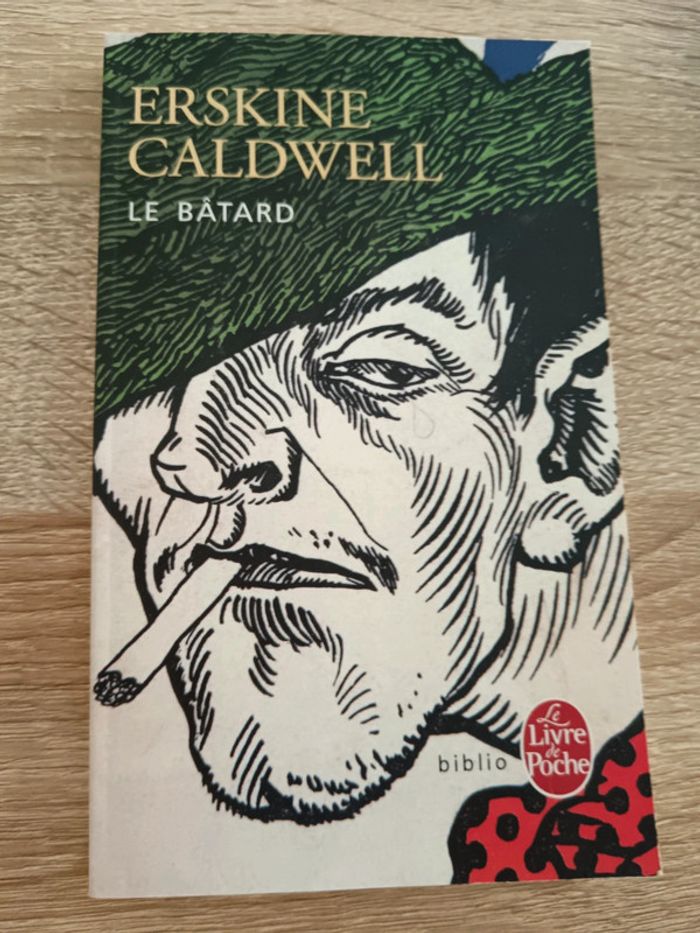 ERSKINE
CALDWELL
LE BÂTARD
biblio
Le
Livre
de
Poche